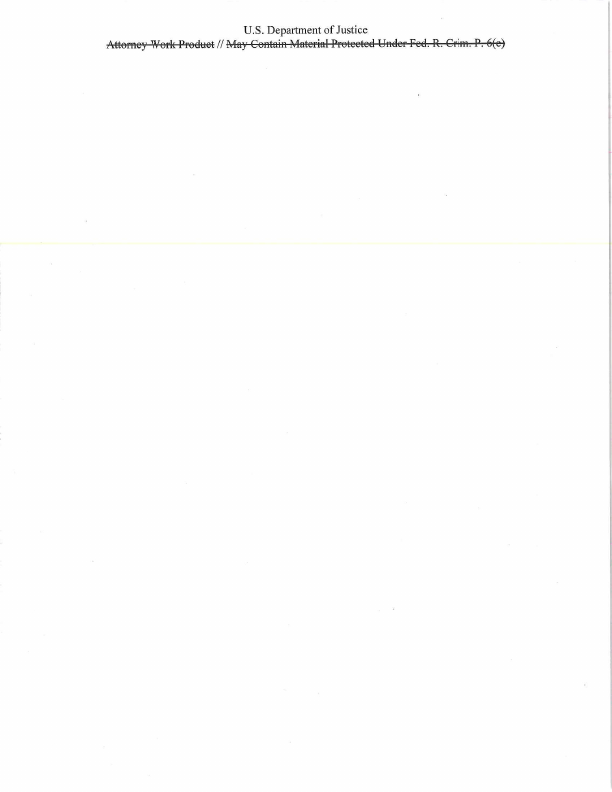 U.S. Department of Justice
Attorney Work Product // May Contain Material Protected Under Fed. R. Crim. P. 6(e)